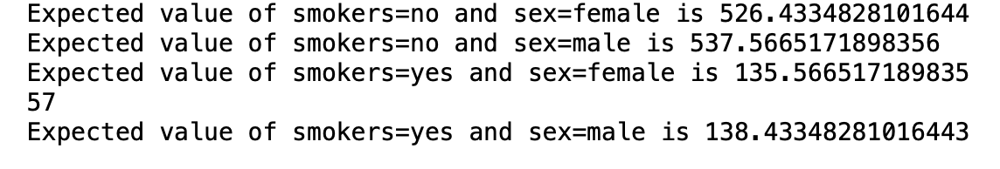 Expected value of smokers=no and sex=female is 526.4334828101644
Expected value of smokers=no and sex=male is 537.5665171898356
Expected value of smokers=yes and sex=female is 135.566517189835
57
Expected value of smokers=yes and sex=male is 138.43348281016443